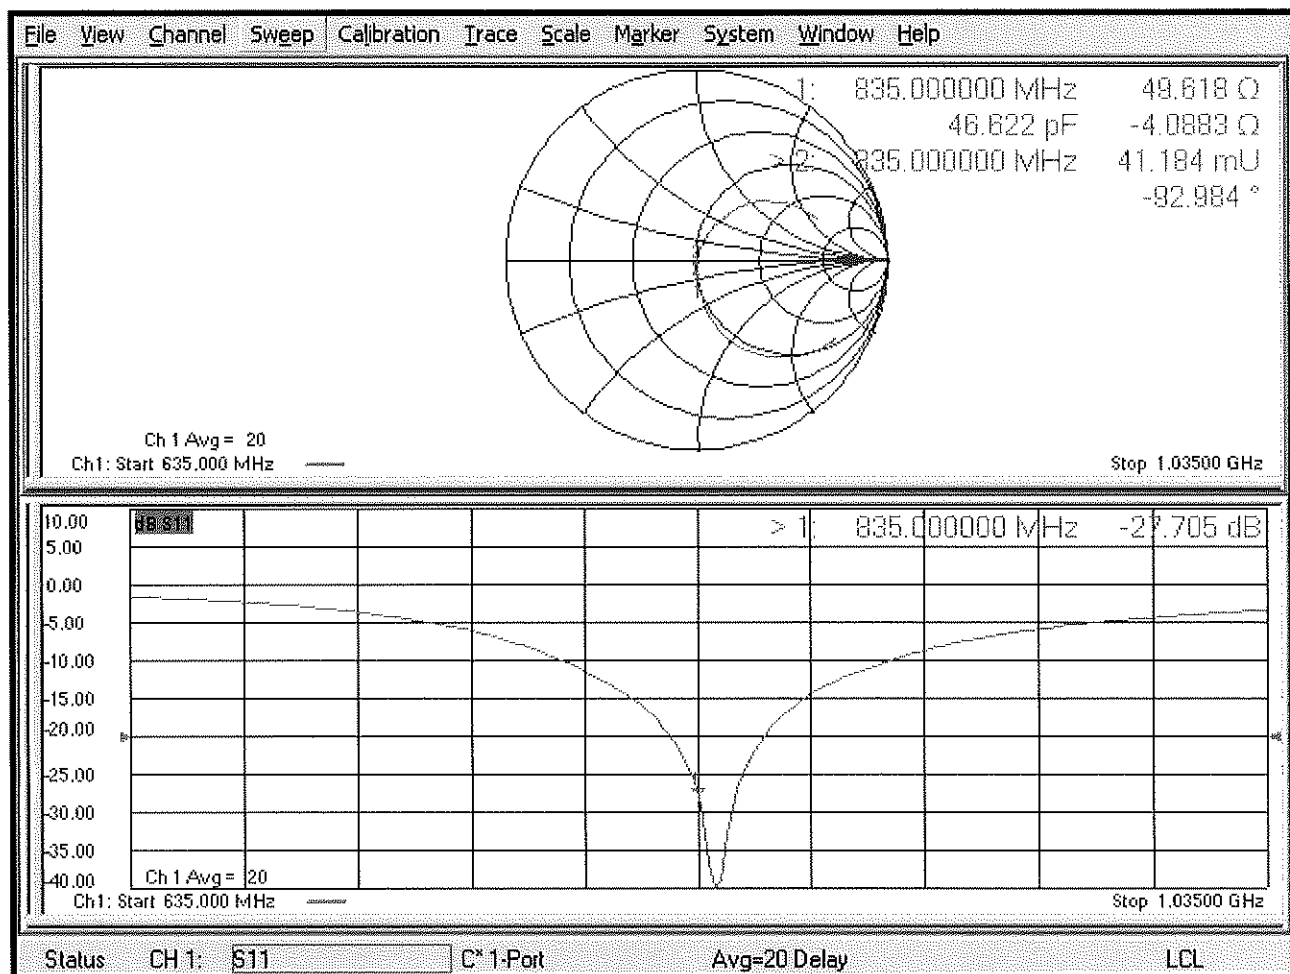 File View Channel Sweep Calibration Trace Scale Marker System Window Help
1: 835.000000 MHz 49.618 Ω
46.622 pF -4.0883 Ω
> 2: 835.000000 MHz 41.184 mU
-92.984 °
Ch 1 Avg = 20
Ch1: Start 635.000 MHz Stop 1.03500 GHz
10.00 dB S11 > 1: 835.000000 MHz -27.705 dB
5.00
0.00
-5.00
-10.00
-15.00
-20.00
-25.00
-30.00
-35.00
-40.00 Ch 1 Avg = 20
Ch1: Start 635.000 MHz Stop 1.03500 GHz
Status CH 1: S11 C* 1-Port Avg=20 Delay LCL